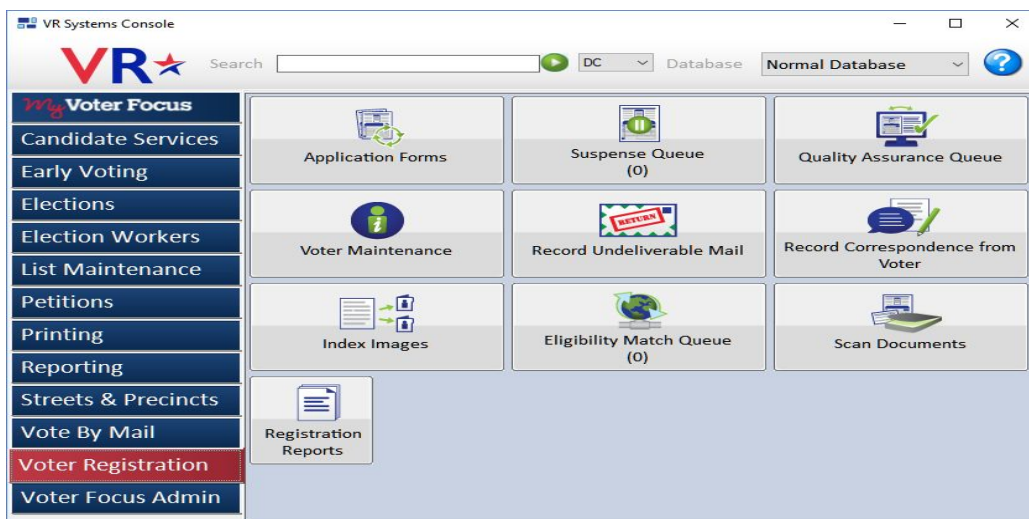 VR Systems Console
VR
Search
DC
Database
Normal Database
?
My Voter Focus
Candidate Services
Early Voting
Elections
Election Workers
List Maintenance
Petitions
Printing
Reporting
Streets & Precincts
Vote By Mail
Voter Registration
Voter Focus Admin
Application Forms
Suspense Queue
(0)
Quality Assurance Queue
Voter Maintenance
RETURN
Record Undeliverable Mail
Record Correspondence from
Voter
Index Images
Eligibility Match Queue
(0)
Scan Documents
Registration
Reports